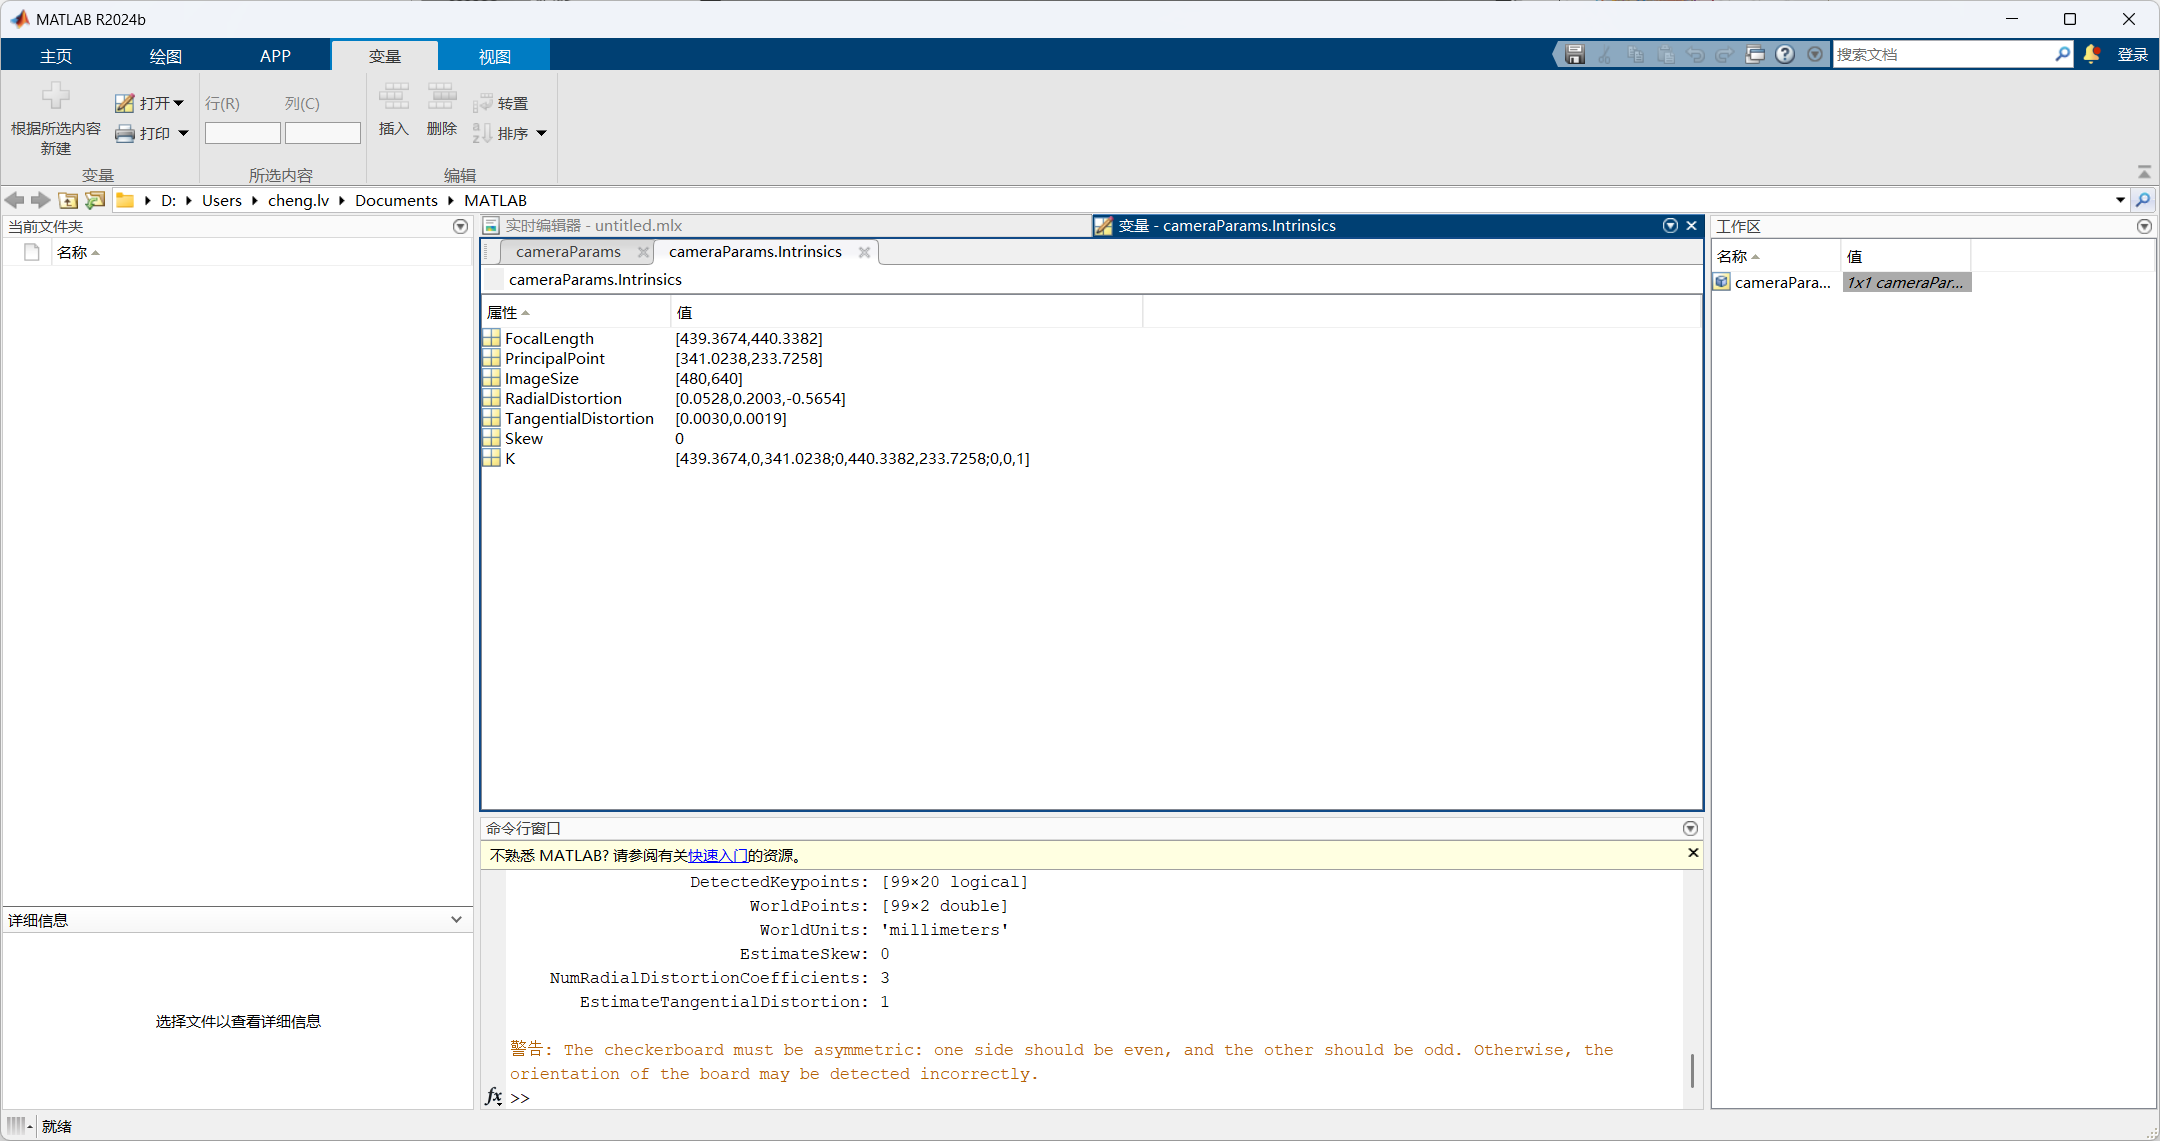 MATLAB R2024b
主页 绘图 APP 变量 视图 搜索文档 登录
根据所选内容
新建
打开
打印
行(R) 列(C)
插入 删除
转置
排序
变量 所选内容 编辑
D: Users cheng.lv Documents MATLAB
当前文件夹
名称
详细信息
选择文件以查看详细信息
实时编辑器 - untitled.mlx
变量 - cameraParams.Intrinsics
cameraParams cameraParams.Intrinsics
cameraParams.Intrinsics
属性 值
FocalLength [439.3674,440.3382]
PrincipalPoint [341.0238,233.7258]
ImageSize [480,640]
RadialDistortion [0.0528,0.2003,-0.5654]
TangentialDistortion [0.0030,0.0019]
Skew 0
K [439.3674,0,341.0238;0,440.3382,233.7258;0,0,1]
命令行窗口
不熟悉 MATLAB? 请参阅有关快速入门的资源。
DetectedKeypoints: [99×20 logical]
WorldPoints: [99×2 double]
WorldUnits: 'millimeters'
EstimateSkew: 0
NumRadialDistortionCoefficients: 3
EstimateTangentialDistortion: 1
警告: The checkerboard must be asymmetric: one side should be even, and the other should be odd. Otherwise, the
orientation of the board may be detected incorrectly.
fx >>
工作区
名称 值
cameraPara... 1x1 cameraPar...
就绪